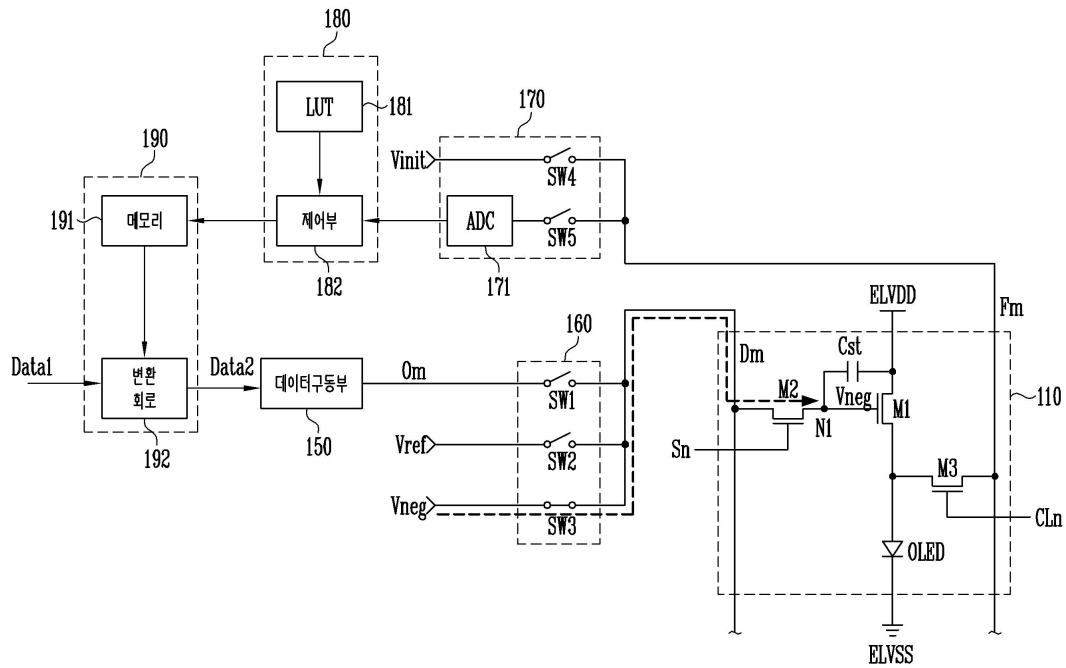 180
LUT
181
170
190
Vinit
SW4
191
메모리
제어부
ADC
SW5
182
171
ELVDD
Fm
160
Data1
변환
회로
Data2
데이터구동부
Om
SW1
Dm
Cst
M2
Vneg
M1
110
N1
192
150
Vref
SW2
Sn
M3
Vneg
SW3
CLn
OLED
ELVSS